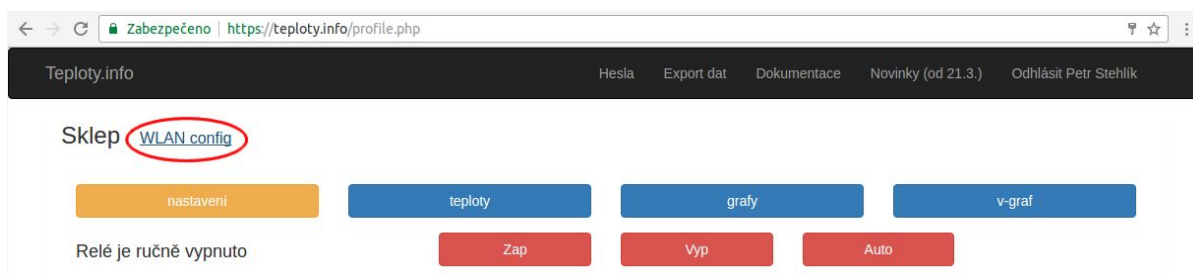 Zabezpečeno | https://teploty.info/profile.php
Teploty.info Hesla Export dat Dokumentace Novinky (od 21.3.) Odhlásit Petr Stehlík
Sklep WLAN config
nastavení teploty grafy v-graf
Relé je ručně vypnuto Zap Vyp Auto